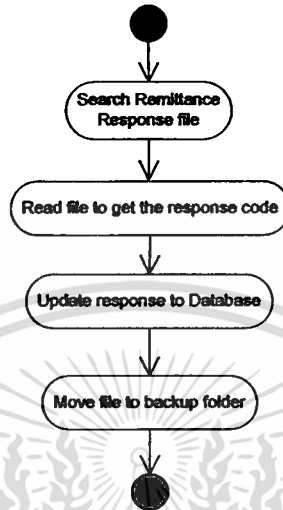 Search Remittance
Response file
Read file to get the response code
Update response to Database
Move file to backup folder